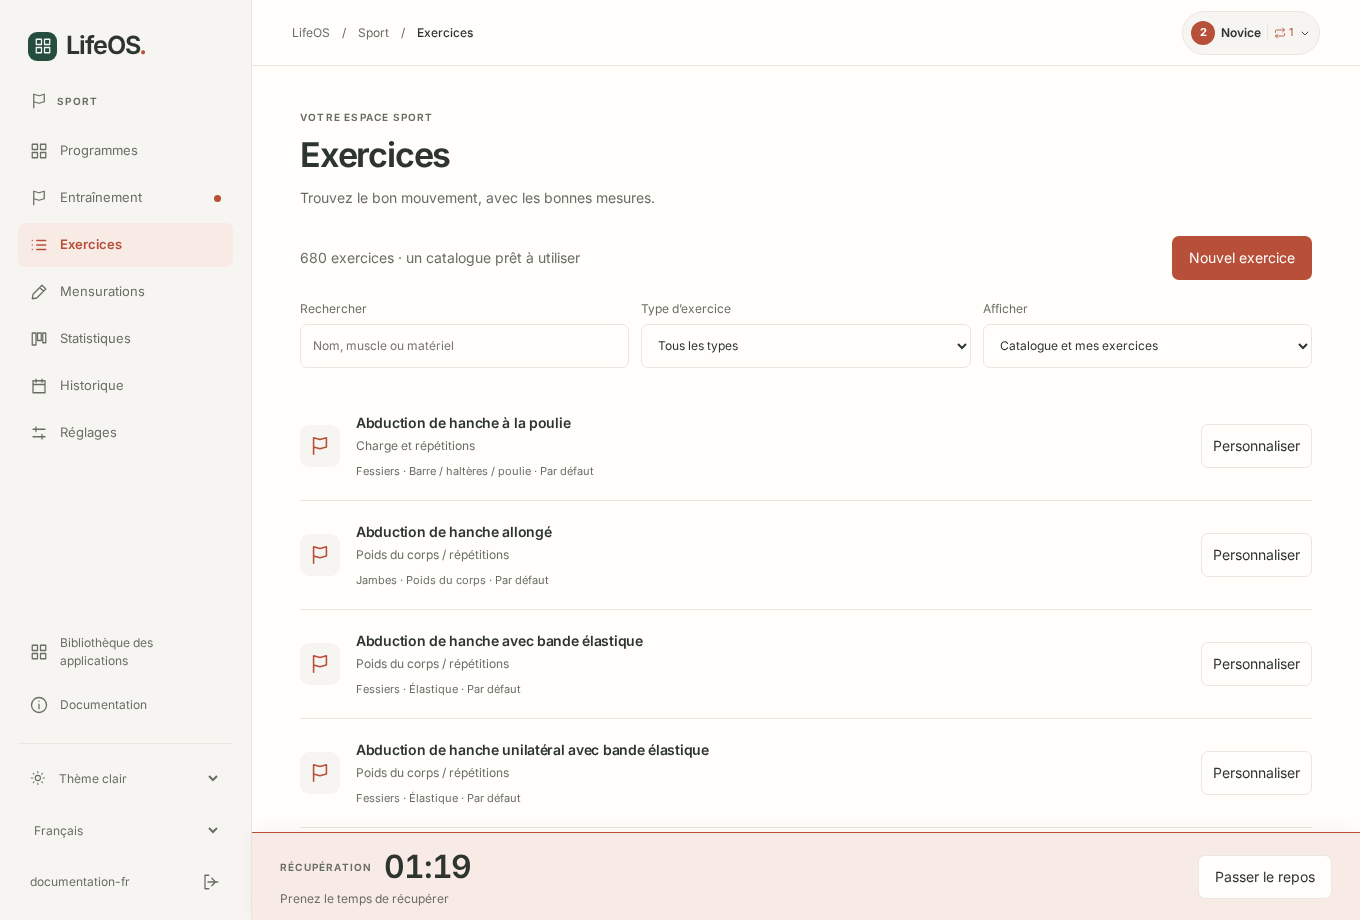 LifeOS.
SPORT
Programmes
Entraînement
Exercices
Mensurations
Statistiques
Historique
Réglages
Bibliothèque des
applications
Documentation
Thème clair
Français
documentation-fr
LifeOS / Sport / Exercices
2 Novice 1
VOTRE ESPACE SPORT
Exercices
Trouvez le bon mouvement, avec les bonnes mesures.
680 exercices · un catalogue prêt à utiliser
Nouvel exercice
Rechercher
Nom, muscle ou matériel
Type d’exercice
Tous les types
Afficher
Catalogue et mes exercices
Abduction de hanche à la poulie
Charge et répétitions
Fessiers · Barre / haltères / poulie · Par défaut
Personnaliser
Abduction de hanche allongé
Poids du corps / répétitions
Jambes · Poids du corps · Par défaut
Personnaliser
Abduction de hanche avec bande élastique
Poids du corps / répétitions
Fessiers · Élastique · Par défaut
Personnaliser
Abduction de hanche unilatéral avec bande élastique
Poids du corps / répétitions
Fessiers · Élastique · Par défaut
Personnaliser
RÉCUPÉRATION 01:19
Prenez le temps de récupérer
Passer le repos